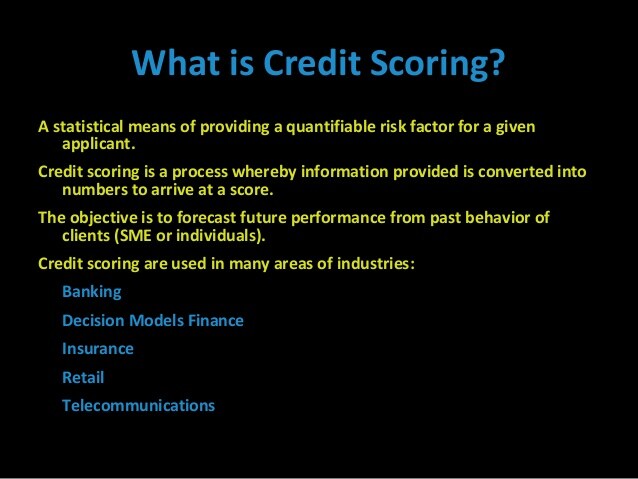 What is Credit Scoring?
A statistical means of providing a quantifiable risk factor for a given
applicant.
Credit scoring is a process whereby information provided is converted into
numbers to arrive at a score.
The objective is to forecast future performance from past behavior of
clients (SME or individuals).
Credit scoring are used in many areas of industries:
Banking
Decision Models Finance
Insurance
Retail
Telecommunications